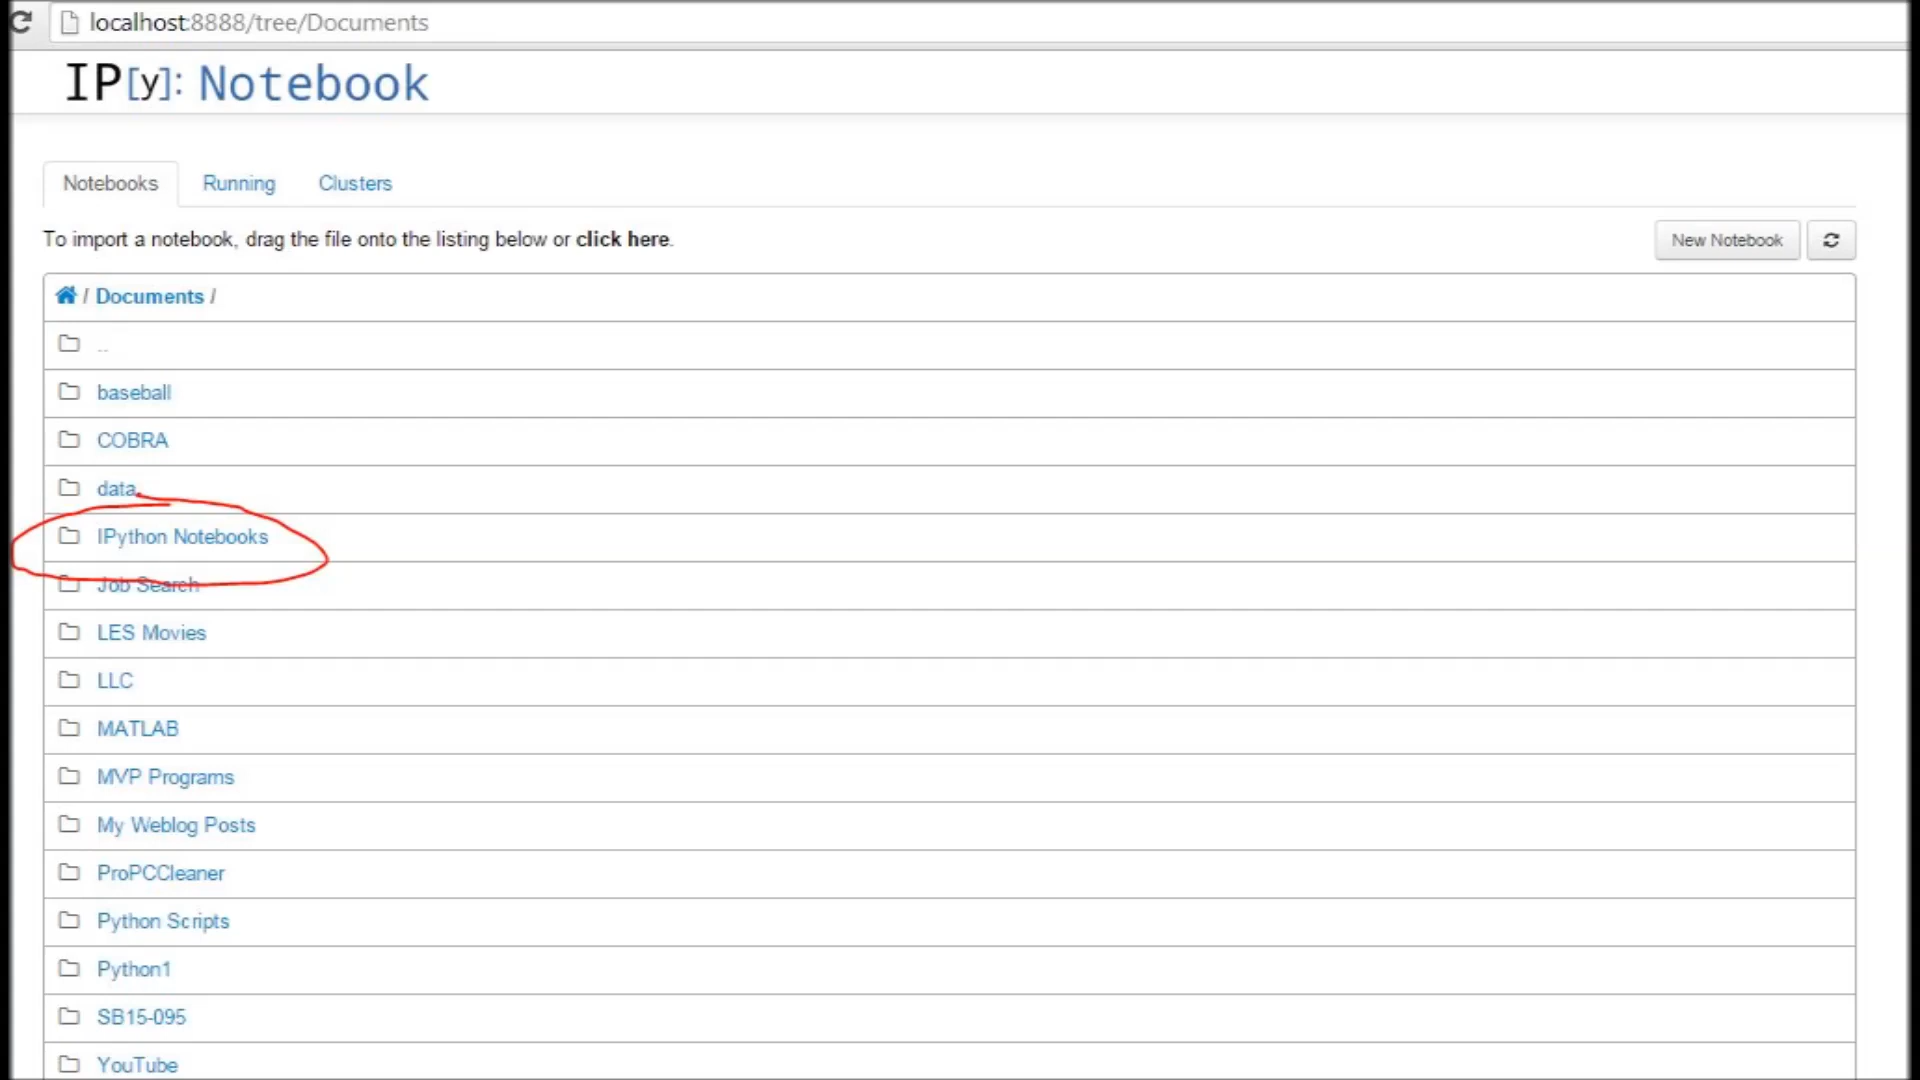 localhost:8888/tree/Documents
IP[y]: Notebook
Notebooks Running Clusters
To import a notebook, drag the file onto the listing below or click here. New Notebook
/ Documents /
..
baseball
COBRA
data
IPython Notebooks
Job Search
LES Movies
LLC
MATLAB
MVP Programs
My Weblog Posts
ProPCCleaner
Python Scripts
Python1
SB15-095
YouTube